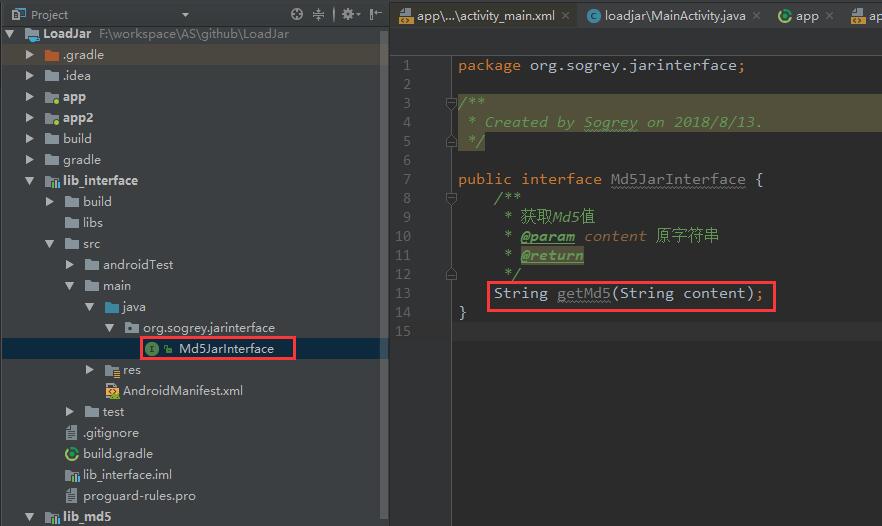 Project
LoadJar F:\workspace\AS\github\LoadJar
.gradle
.idea
app
app2
build
gradle
lib_interface
build
libs
src
androidTest
main
java
org.sogrey.jarinterface
Md5JarInterface
res
AndroidManifest.xml
test
.gitignore
build.gradle
lib_interface.iml
proguard-rules.pro
lib_md5
app\...\activity_main.xml
loadjar\MainActivity.java
app
ap
1 package org.sogrey.jarinterface;
2
3 /**
4 * Created by Sogrey on 2018/8/13.
5 */
6
7 public interface Md5JarInterface {
8 /**
9 * 获取Md5值
10 * @param content 原字符串
11 * @return
12 */
13 String getMd5(String content);
14 }
15